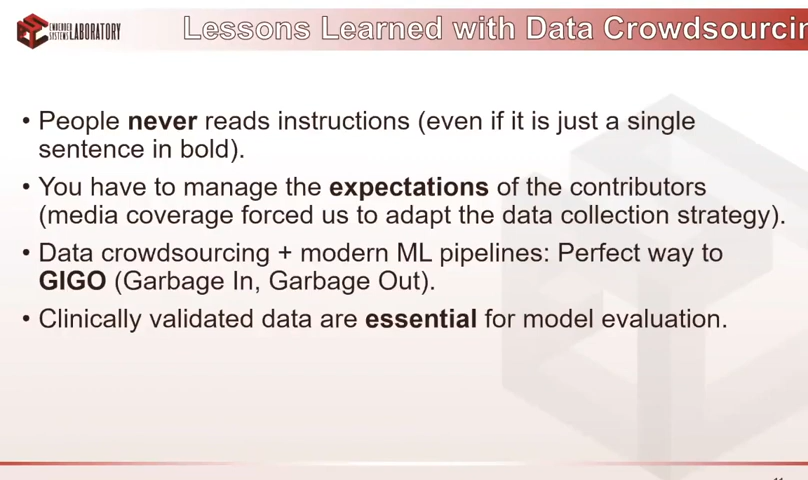 EMBEDDED
SYSTEMS LABORATORY
Lessons Learned with Data Crowdsourcin
• People never reads instructions (even if it is just a single
sentence in bold).
• You have to manage the expectations of the contributors
(media coverage forced us to adapt the data collection strategy).
• Data crowdsourcing + modern ML pipelines: Perfect way to
GIGO (Garbage In, Garbage Out).
• Clinically validated data are essential for model evaluation.